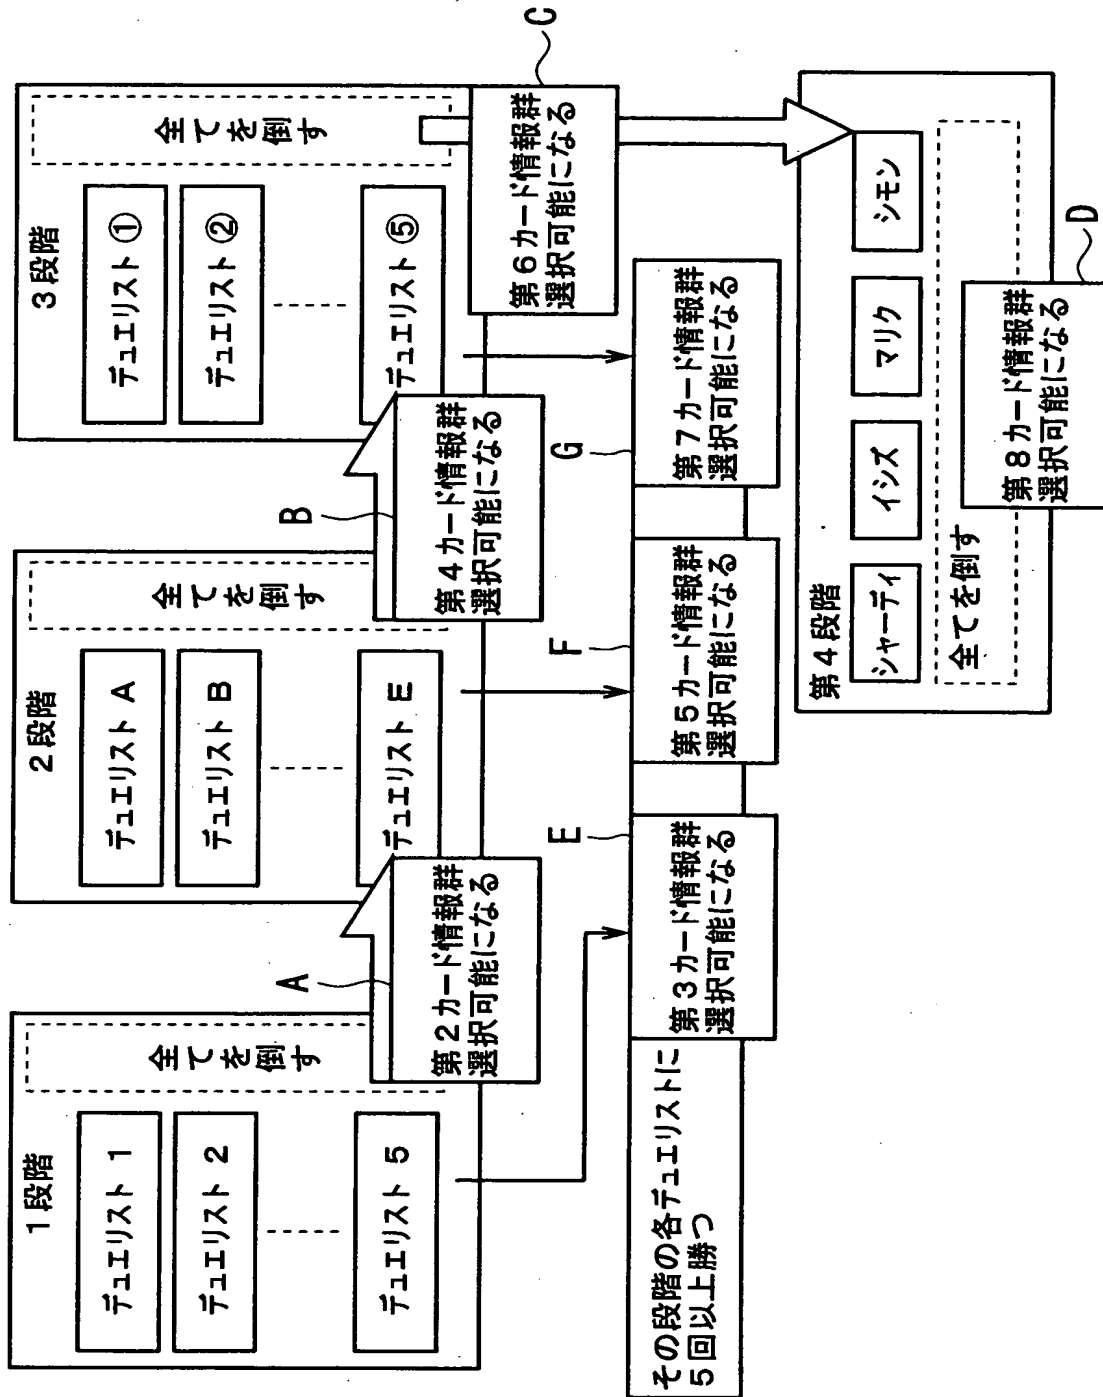 1段階
デュエリスト 1
デュエリスト 2
デュエリスト 5
全てを倒す
A
第2カード情報群
選択可能になる
2段階
デュエリスト A
デュエリスト B
デュエリスト E
全てを倒す
B
第4カード情報群
選択可能になる
3段階
デュエリスト ①
デュエリスト ②
デュエリスト ⑤
全てを倒す
C
第6カード情報群
選択可能になる
その段階の各デュエリストに
5回以上勝つ
E
第3カード情報群
選択可能になる
F
第5カード情報群
選択可能になる
G
第7カード情報群
選択可能になる
第4段階
シャーディ
イシズ
マリク
シモン
全てを倒す
第8カード情報群
選択可能になる
D